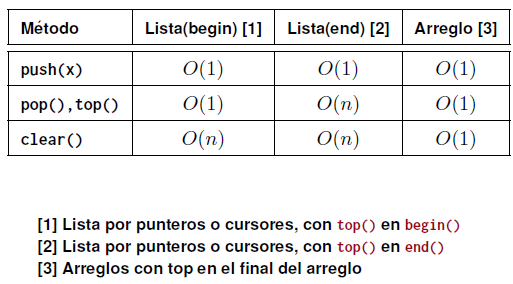 Método Lista(begin) [1] Lista(end) [2] Arreglo [3]
push(x) O(1) O(1) O(1)
pop(),top() O(1) O(n) O(1)
clear() O(n) O(n) O(1)
[1] Lista por punteros o cursores, con top() en begin()
[2] Lista por punteros o cursores, con top() en end()
[3] Arreglos con top en el final del arreglo